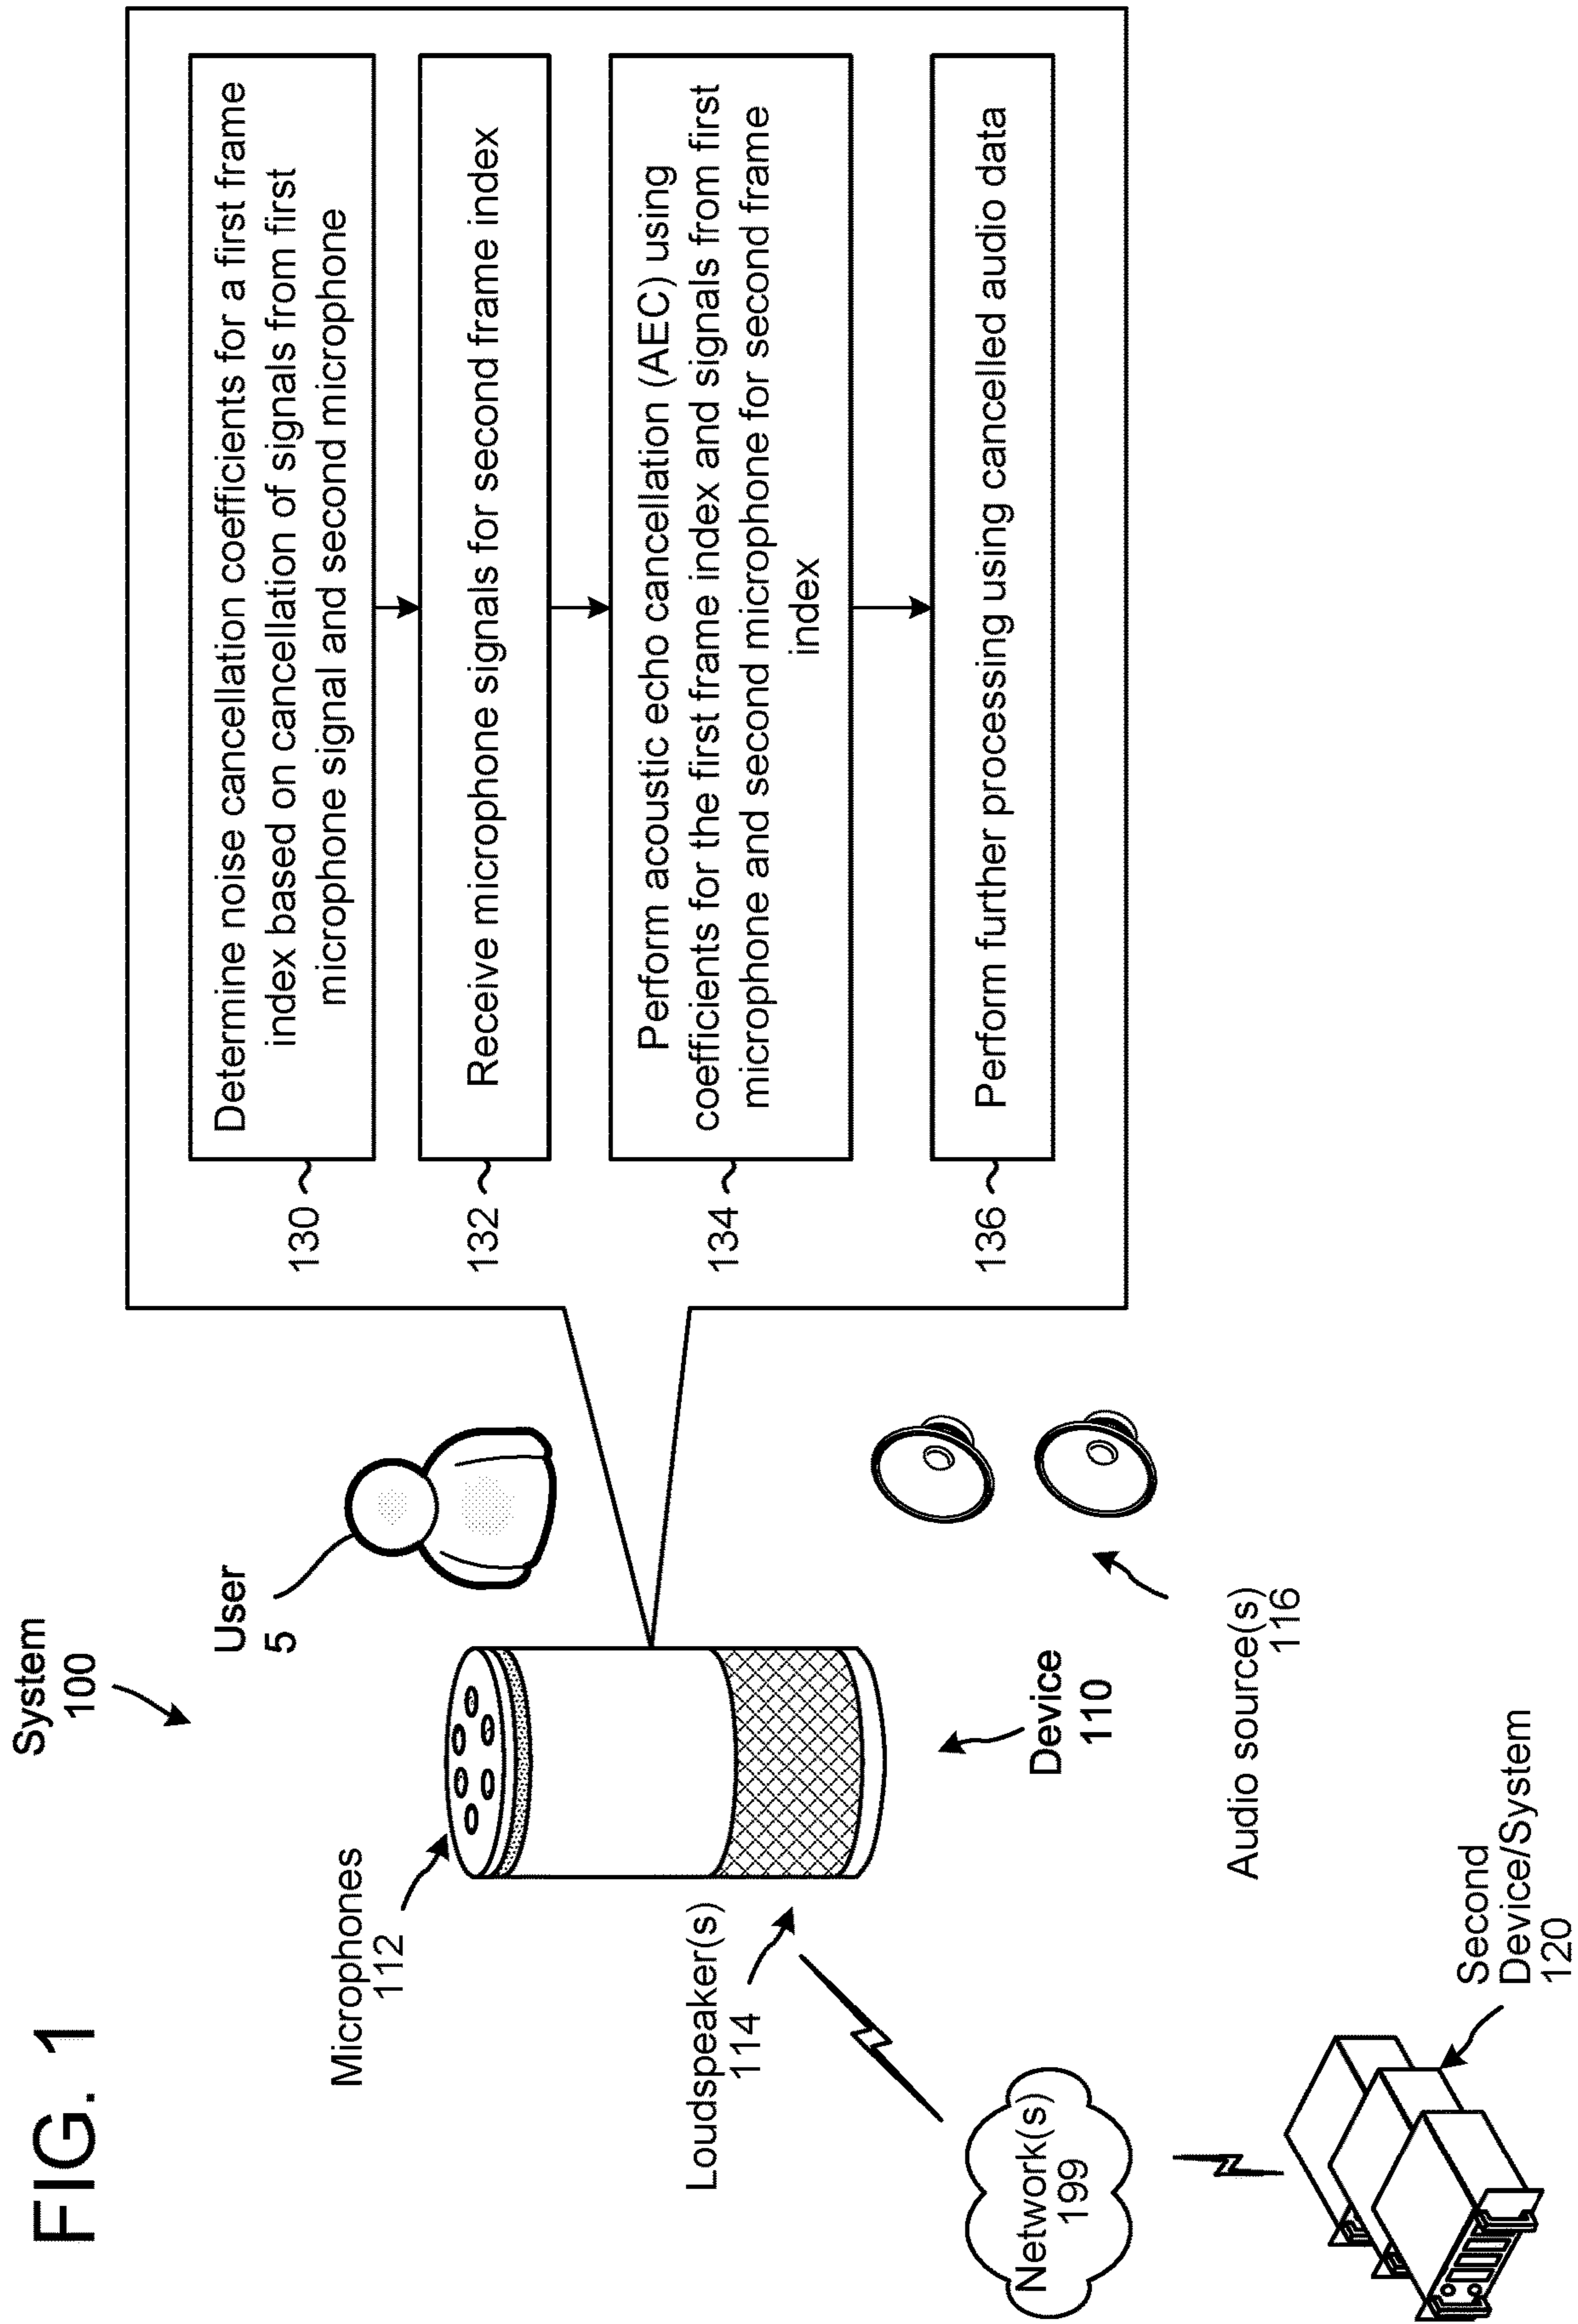 FIG. 1
System
100
User
5
Microphones
112
Loudspeaker(s)
114
Device
110
Audio source(s)
116
Network(s)
199
Second
Device/System
120
130
Determine noise cancellation coefficients for a first frame
index based on cancellation of signals from first
microphone signal and second microphone
132
Receive microphone signals for second frame index
134
Perform acoustic echo cancellation (AEC) using
coefficients for the first frame index and signals from first
microphone and second microphone for second frame
index
136
Perform further processing using cancelled audio data